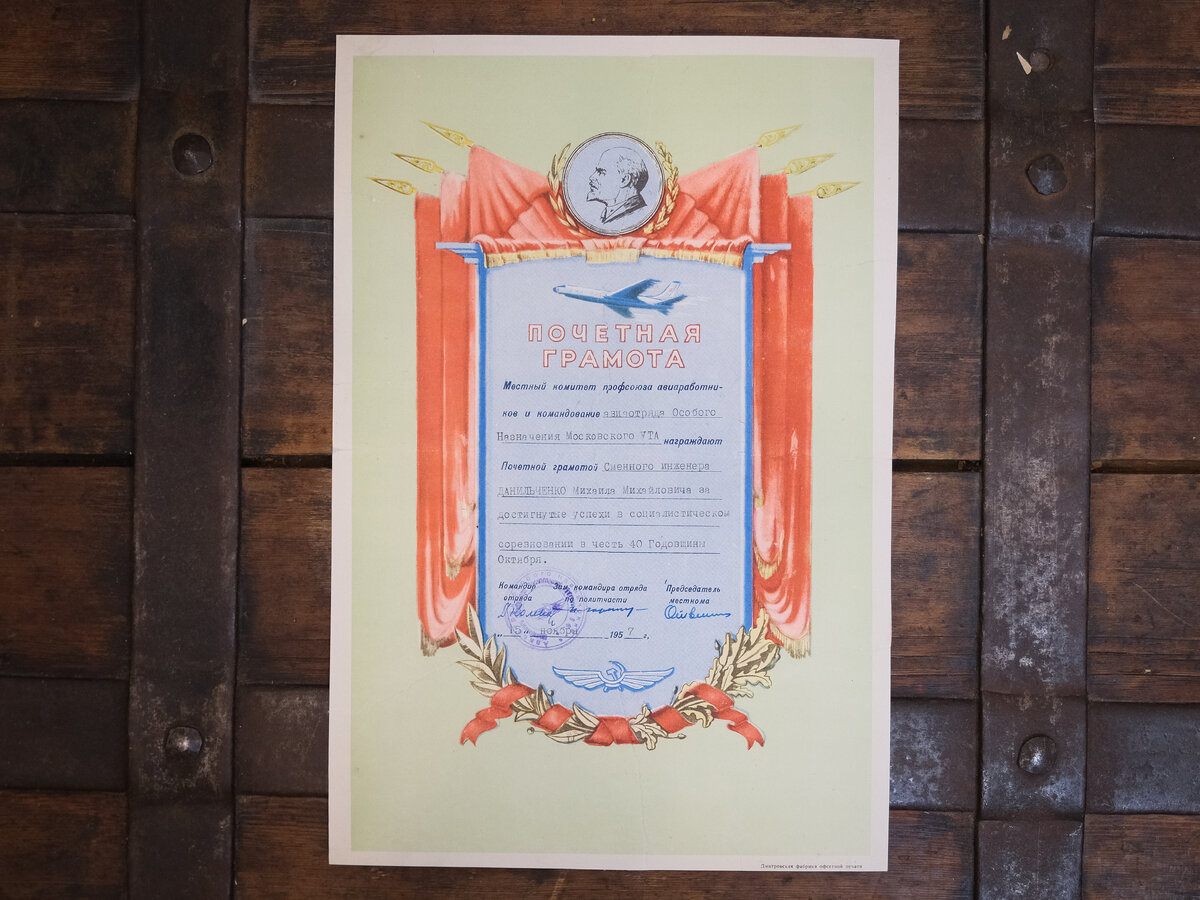 ПОЧЕТНАЯ
ГРАМОТА
Местный комитет профсоюза авиаработни-
ков и командование авиаотряда Особого
Назначения Московского УТА награждают
Почетной грамотой Сменного инженера
ДАНИЛЬЧЕНКО Михаила Михайловича за
достигнутые успехи в социалистическом
соревновании в честь 40 Годовщины
Октября.
Командир Зам. командира отряда Председатель
отряда по политчасти месткома
"15" ноября 1957 г.
Дмитровская фабрика офсетной печати